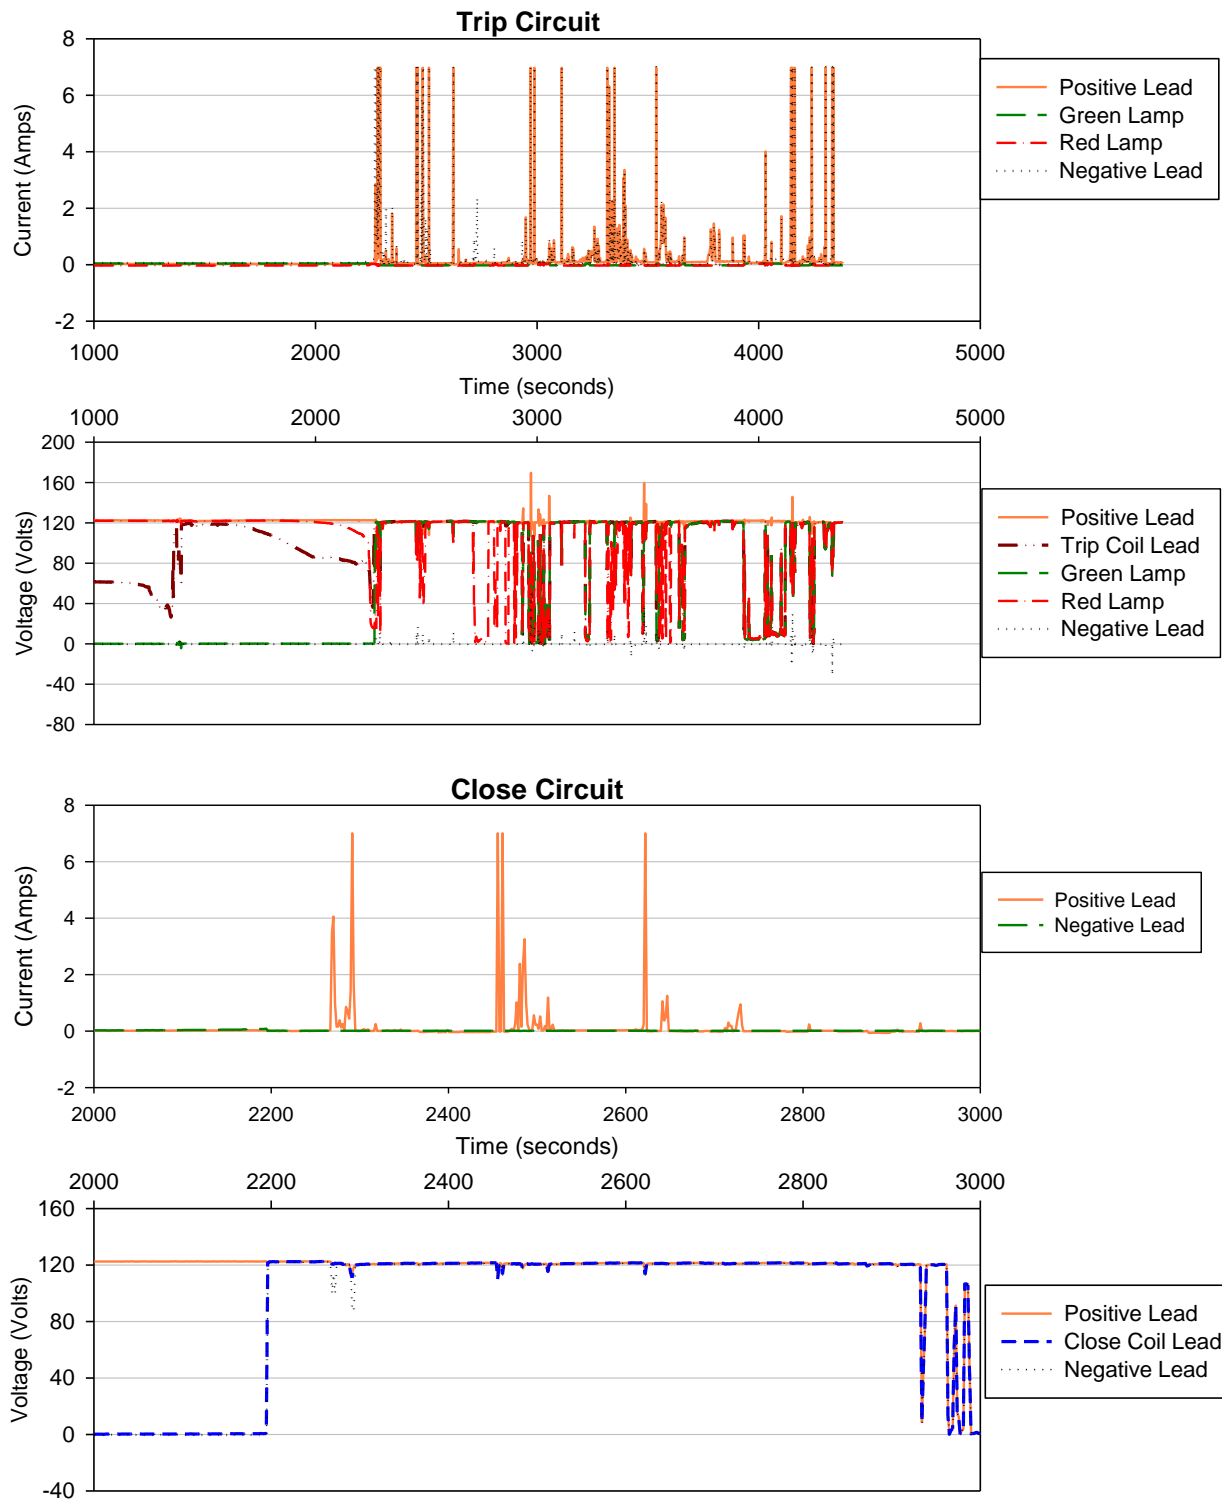 Trip Circuit
8
6
4
2
0
-2
Current (Amps)
1000 2000 3000 4000 5000
Time (seconds)
Positive Lead
Green Lamp
Red Lamp
Negative Lead
1000 2000 3000 4000 5000
200
160
120
80
40
0
-40
-80
Voltage (Volts)
Positive Lead
Trip Coil Lead
Green Lamp
Red Lamp
Negative Lead
Close Circuit
8
6
4
2
0
-2
Current (Amps)
2000 2200 2400 2600 2800 3000
Time (seconds)
Positive Lead
Negative Lead
2000 2200 2400 2600 2800 3000
160
120
80
40
0
-40
Voltage (Volts)
Positive Lead
Close Coil Lead
Negative Lead